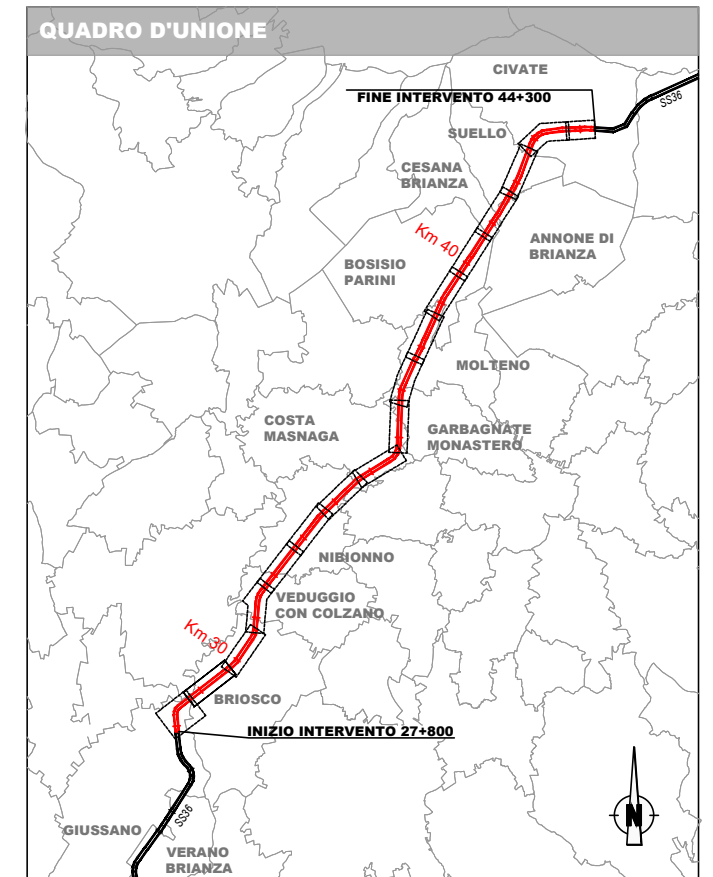 QUADRO D'UNIONE
CIVATE
FINE INTERVENTO 44+300
SS36
SUELLO
CESANA
BRIANZA
Km 40
ANNONE DI
BRIANZA
BOSISIO
PARINI
MOLTENO
COSTA
MASNAGA
GARBAGNATE
MONASTERO
NIBIONNO
VEDUGGIO
CON COLZANO
Km 30
BRIOSCO
INIZIO INTERVENTO 27+800
SS36
GIUSSANO
VERANO
BRIANZA
N